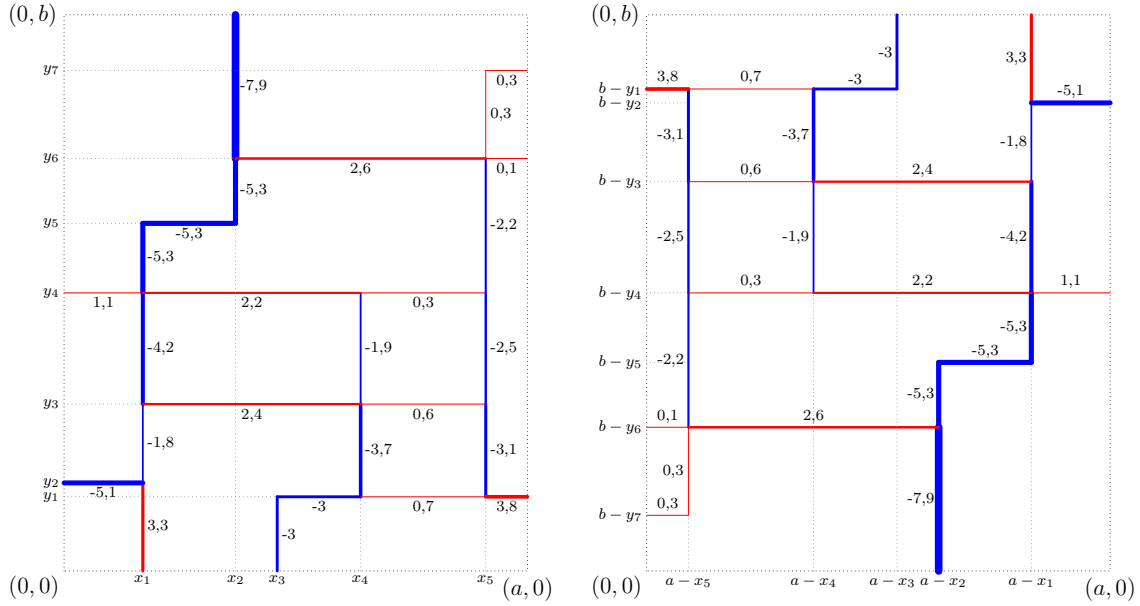 (0, b)
y₇
-7,9
0,3
0,3
y₆
2,6
0,1
-5,3
y₅
-5,3
-2,2
-5,3
y₄
1,1
2,2
0,3
-4,2
-1,9
-2,5
y₃
2,4
0,6
-1,8
-3,7
-3,1
y₂
-5,1
y₁
-3
0,7
3,8
3,3
-3
(0, 0)
x₁
x₂
x₃
x₄
x₅
(a, 0)
(0, b)
-3
3,3
3,8
0,7
-3
-5,1
b − y₁
b − y₂
-3,1
-3,7
-1,8
0,6
2,4
b − y₃
-2,5
-1,9
-4,2
0,3
2,2
1,1
b − y₄
-5,3
-2,2
-5,3
b − y₅
-5,3
0,1
2,6
b − y₆
0,3
-7,9
0,3
b − y₇
(0, 0)
a − x₅
a − x₄
a − x₃
a − x₂
a − x₁
(a, 0)